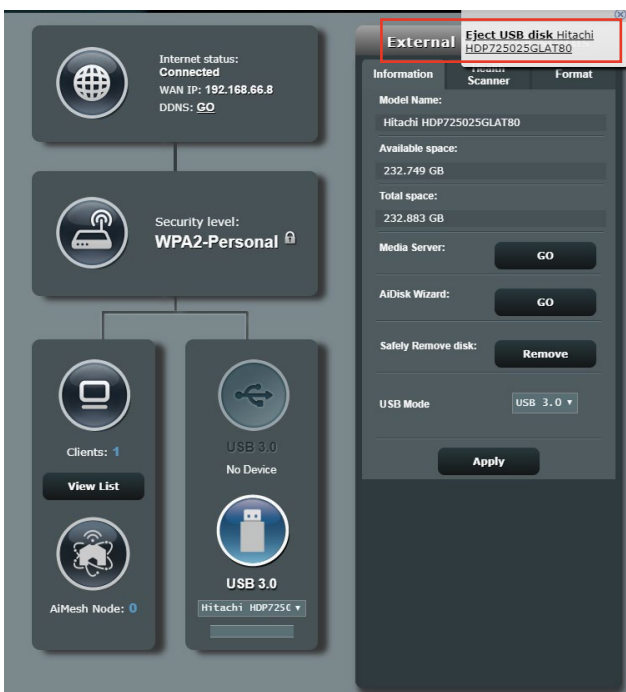 Internet status:
Connected
WAN IP: 192.168.66.8
DDNS: GO
Security level:
WPA2-Personal
Clients: 1
View List
AiMesh Node: 0
USB 3.0
No Device
USB 3.0
Hitachi HDP725C
External
Eject USB disk Hitachi
HDP725025GLAT80
Information
Health
Scanner
Format
Model Name:
Hitachi HDP725025GLAT80
Available space:
232.749 GB
Total space:
232.883 GB
Media Server:
GO
AiDisk Wizard:
GO
Safely Remove disk:
Remove
USB Mode
USB 3.0
Apply